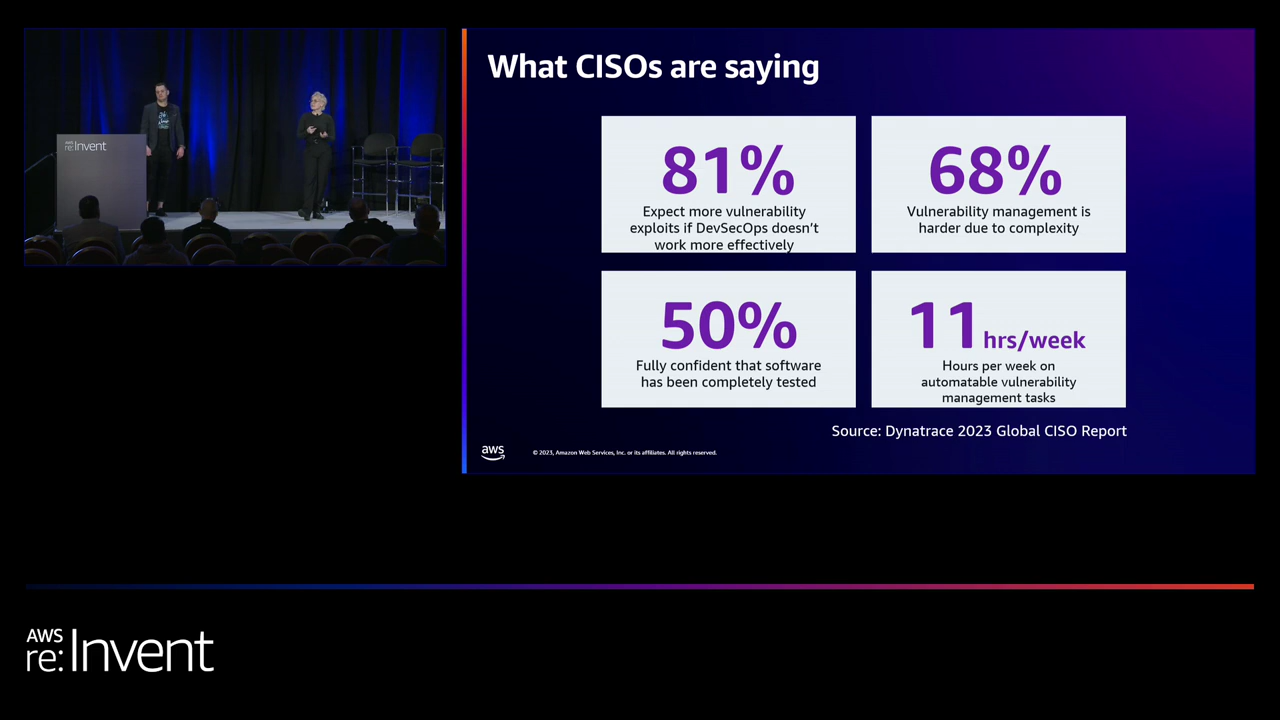 AWS
re:Invent
What CISOs are saying
81%
Expect more vulnerability
exploits if DevSecOps doesn't
work more effectively
68%
Vulnerability management is
harder due to complexity
50%
Fully confident that software
has been completely tested
11 hrs/week
Hours per week on
automatable vulnerability
management tasks
Source: Dynatrace 2023 Global CISO Report
aws
© 2023, Amazon Web Services, Inc. or its affiliates. All rights reserved.
AWS
re:Invent